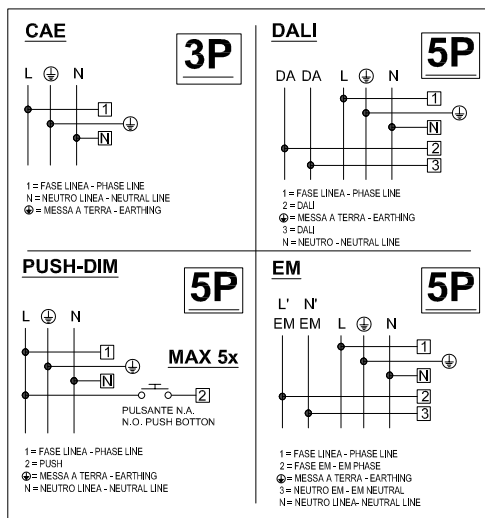 CAE
3P
L ⏚ N
1
⏚
N
1 = FASE LINEA - PHASE LINE
N = NEUTRO LINEA - NEUTRAL LINE
⏚ = MESSA A TERRA - EARTHING
DALI
5P
DA DA L ⏚ N
1
⏚
N
2
3
1 = FASE LINEA - PHASE LINE
2 = DALI
⏚ = MESSA A TERRA - EARTHING
3 = DALI
N = NEUTRO - NEUTRAL LINE
PUSH-DIM
5P
L ⏚ N
1
⏚
MAX 5x
N
2
PULSANTE N.A.
N.O. PUSH BOTTON
1 = FASE LINEA - PHASE LINE
2 = PUSH
⏚ = MESSA A TERRA - EARTHING
N = NEUTRO LINEA - NEUTRAL LINE
EM
5P
L' N'
EM EM L ⏚ N
1
⏚
N
2
3
1 = FASE LINEA - PHASE LINE
2 = FASE EM - EM PHASE
⏚ = MESSA A TERRA - EARTHING
3 = NEUTRO EM - EM NEUTRAL
N = NEUTRO LINEA- NEUTRAL LINE